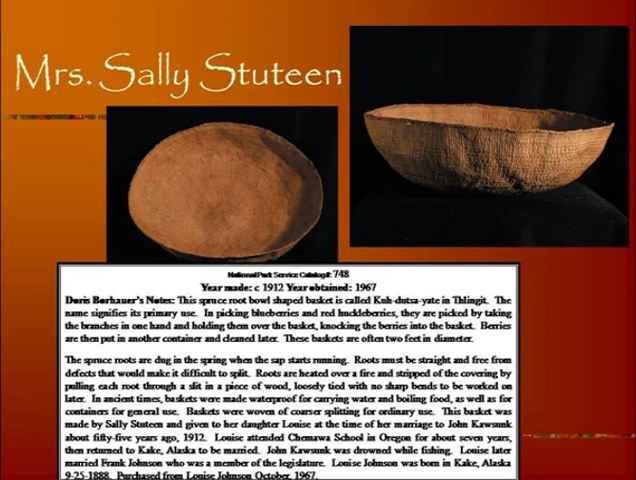 Mrs. Sally Stuteen
National Park Service Catalog#: 748
Year made: c 1912 Year obtained: 1967
Doris Borhauer's Notes: This spruce root bowl shaped basket is called Kuh-dutsa-yate in Thlingit. The
name signifies its primary use. In picking blueberries and red huckleberries, they are picked by taking
the branches in one hand and holding them over the basket, knocking the berries into the basket. Berries
are then put in another container and cleaned later. These baskets are often two feet in diameter.
The spruce roots are dug in the spring when the sap starts running. Roots must be straight and free from
defects that would make it difficult to split. Roots are heated over a fire and stripped of the covering by
pulling each root through a slit in a piece of wood, loosely tied with no sharp bends to be worked on
later. In ancient times, baskets were made waterproof for carrying water and boiling food, as well as for
containers for general use. Baskets were woven of coarser splitting for ordinary use. This basket was
made by Sally Stuteen and given to her daughter Louise at the time of her marriage to John Kawsunk
about fifty-five years ago, 1912. Louise attended Chemawa School in Oregon for about seven years,
then returned to Kake, Alaska to be married. John Kawsunk was drowned while fishing. Louise later
married Frank Johnson who was a member of the legislature. Louise Johnson was born in Kake, Alaska
9-25-1888. Purchased from Louise Johnson October, 1967.